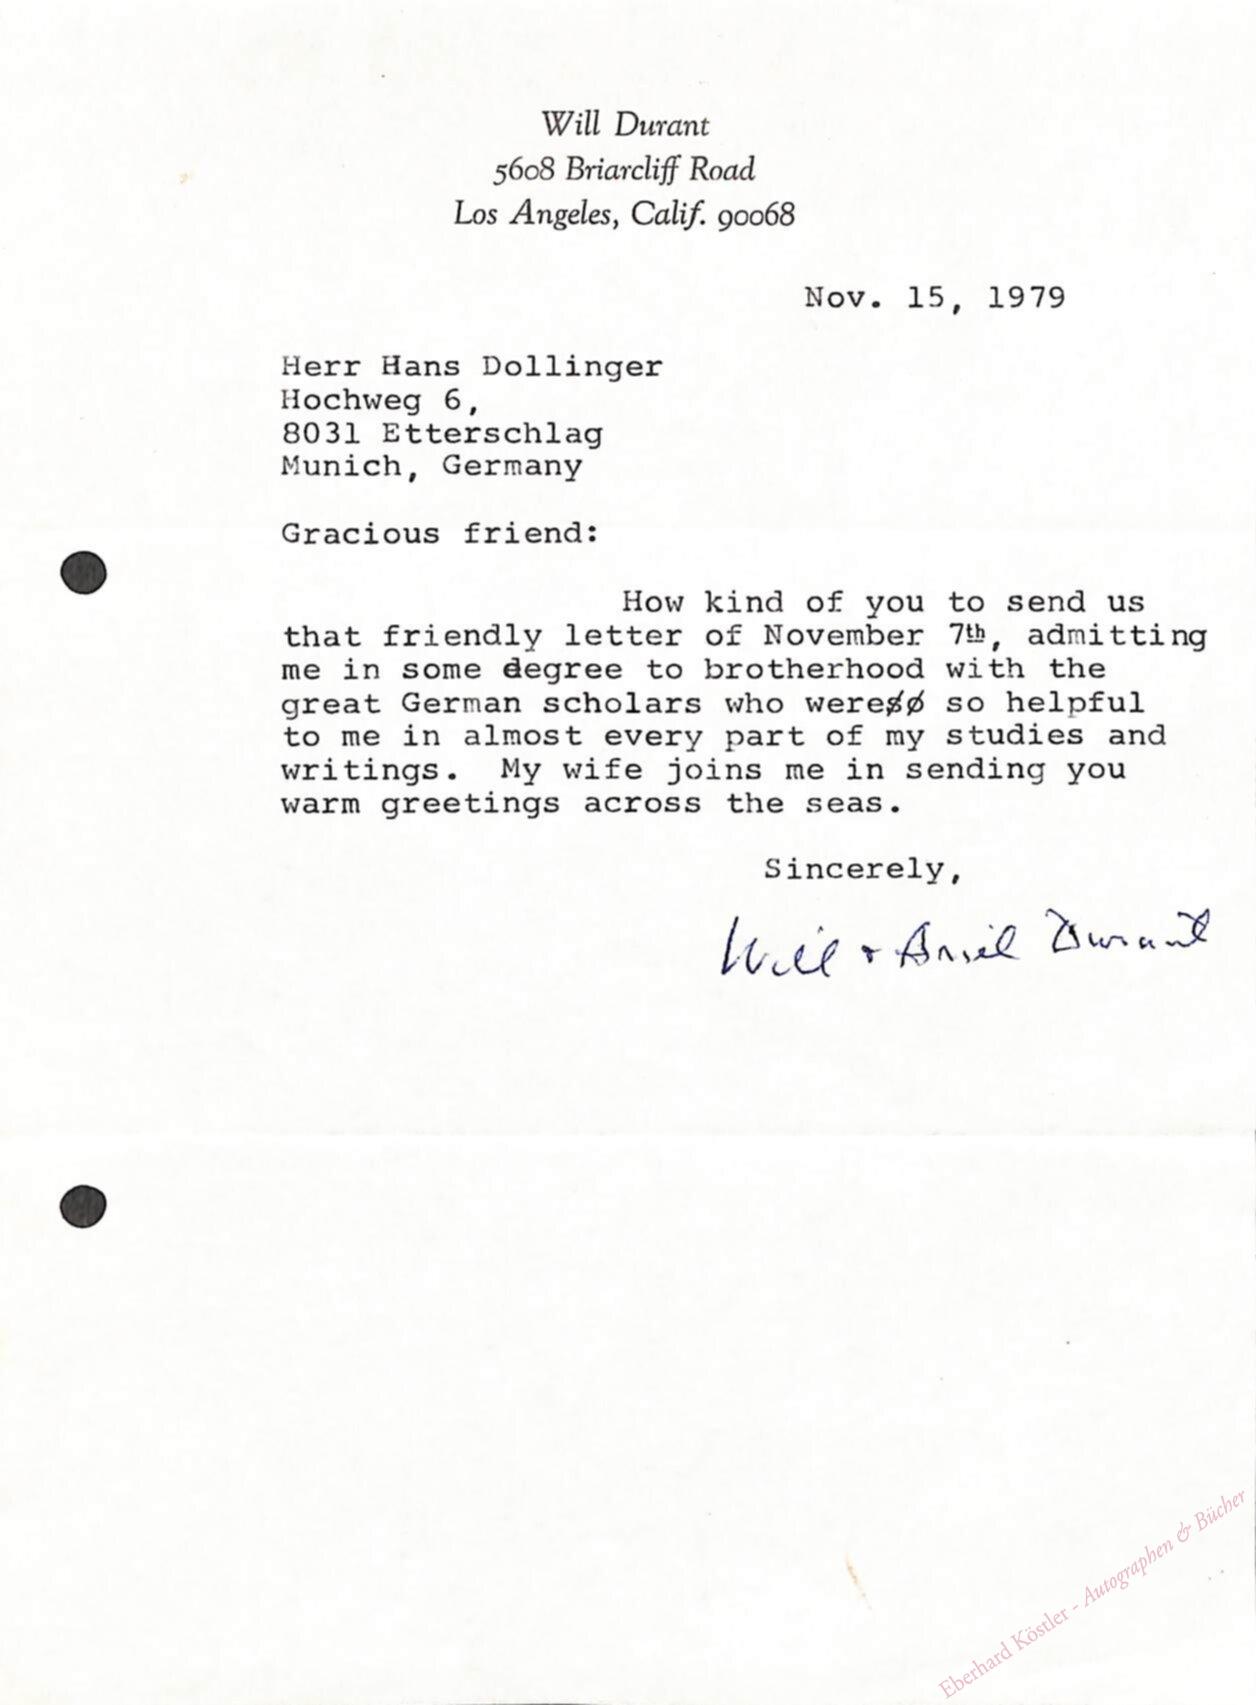 Will Durant
5608 Briarcliff Road
Los Angeles, Calif. 90068
Nov. 15, 1979
Herr Hans Dollinger
Hochweg 6,
8031 Etterschlag
Munich, Germany
Gracious friend:
How kind of you to send us
that friendly letter of November 7th, admitting
me in some degree to brotherhood with the
great German scholars who were so helpful
to me in almost every part of my studies and
writings. My wife joins me in sending you
warm greetings across the seas.
Sincerely,
Will + Ariel Durant
Eberhard Köstler - Autographen & Bücher